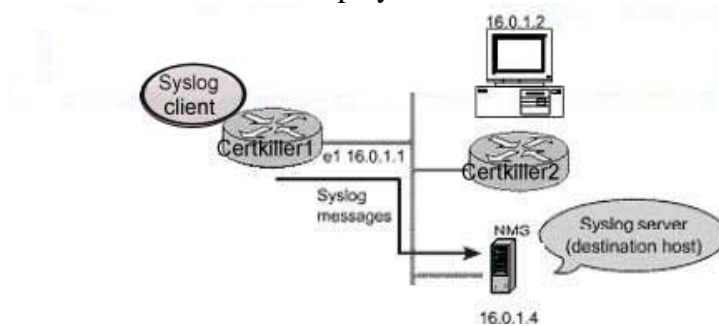 16.0.1.2
Syslog
client
Certkiller1
e1 16.0.1.1
Certkiller2
Syslog
messages
NMS
Syslog server
(destination host)
16.0.1.4